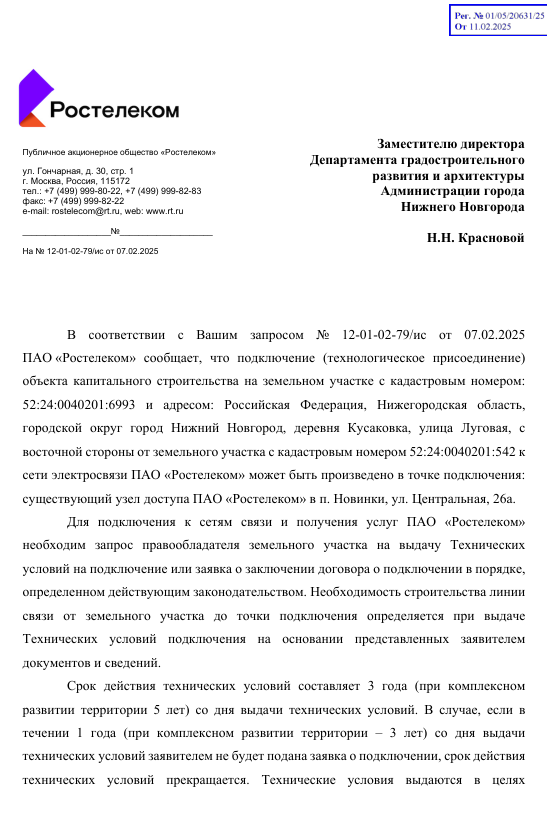 Рег. № 01/05/20631/25
От 11.02.2025
Ростелеком
Публичное акционерное общество «Ростелеком»
ул. Гончарная, д. 30, стр. 1
г. Москва, Россия, 115172
тел.: +7 (499) 999-80-22, +7 (499) 999-82-83
факс: +7 (499) 999-82-22
e-mail: rostelecom@rt.ru, web: www.rt.ru
___________________№____________________
На № 12-01-02-79/ис от 07.02.2025
Заместителю директора
Департамента градостроительного
развития и архитектуры
Администрации города
Нижнего Новгорода
Н.Н. Красновой
В соответствии с Вашим запросом № 12-01-02-79/ис от 07.02.2025
ПАО «Ростелеком» сообщает, что подключение (технологическое присоединение)
объекта капитального строительства на земельном участке с кадастровым номером:
52:24:0040201:6993 и адресом: Российская Федерация, Нижегородская область,
городской округ город Нижний Новгород, деревня Кусаковка, улица Луговая, с
восточной стороны от земельного участка с кадастровым номером 52:24:0040201:542 к
сети электросвязи ПАО «Ростелеком» может быть произведено в точке подключения:
существующий узел доступа ПАО «Ростелеком» в п. Новинки, ул. Центральная, 26а.
Для подключения к сетям связи и получения услуг ПАО «Ростелеком»
необходим запрос правообладателя земельного участка на выдачу Технических
условий на подключение или заявка о заключении договора о подключении в порядке,
определенном действующим законодательством. Необходимость строительства линии
связи от земельного участка до точки подключения определяется при выдаче
Технических условий подключения на основании представленных заявителем
документов и сведений.
Срок действия технических условий составляет 3 года (при комплексном
развитии территории 5 лет) со дня выдачи технических условий. В случае, если в
течении 1 года (при комплексном развитии территории – 3 лет) со дня выдачи
технических условий заявителем не будет подана заявка о подключении, срок действия
технических условий прекращается. Технические условия выдаются в целях